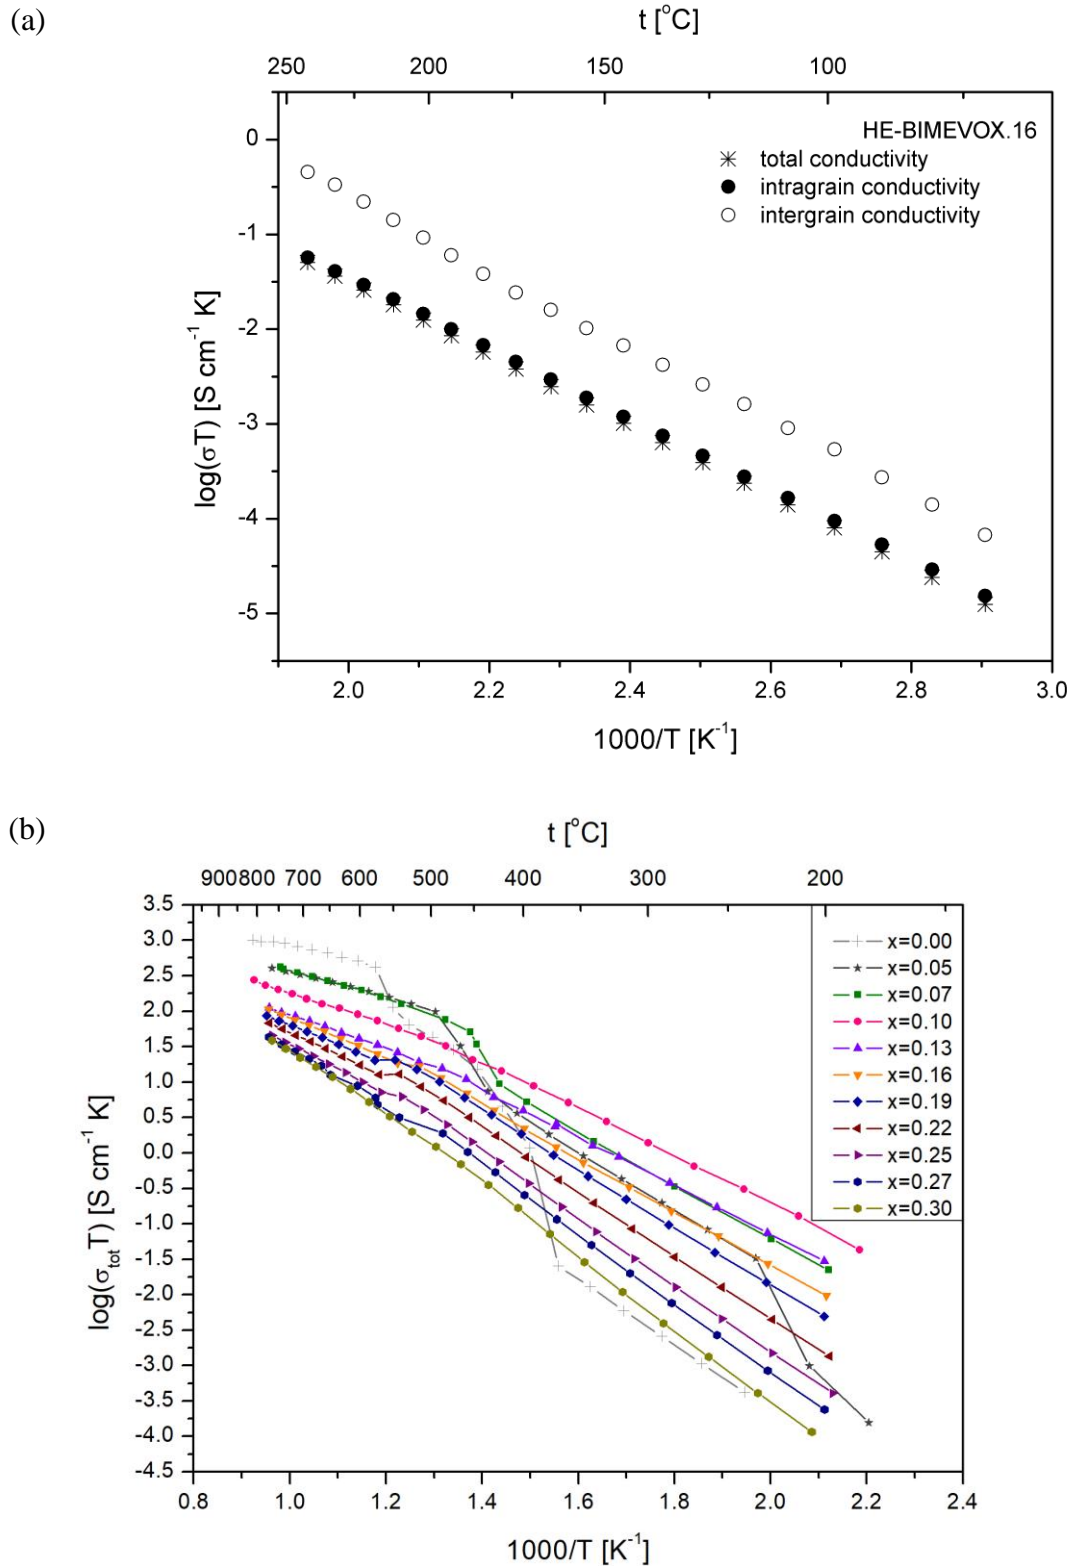 (a)
t [°C]
250 200 150 100
HE-BIMEVOX.16
total conductivity
intragrain conductivity
intergrain conductivity
0
-1
-2
-3
-4
-5
log(σT) [S cm⁻¹ K]
2.0 2.2 2.4 2.6 2.8 3.0
1000/T [K⁻¹]
(b)
t [°C]
900 800 700 600 500 400 300 200
3.5
3.0
2.5
2.0
1.5
1.0
0.5
0.0
-0.5
-1.0
-1.5
-2.0
-2.5
-3.0
-3.5
-4.0
-4.5
log(σtotT) [S cm⁻¹ K]
x=0.00
x=0.05
x=0.07
x=0.10
x=0.13
x=0.16
x=0.19
x=0.22
x=0.25
x=0.27
x=0.30
0.8 1.0 1.2 1.4 1.6 1.8 2.0 2.2 2.4
1000/T [K⁻¹]